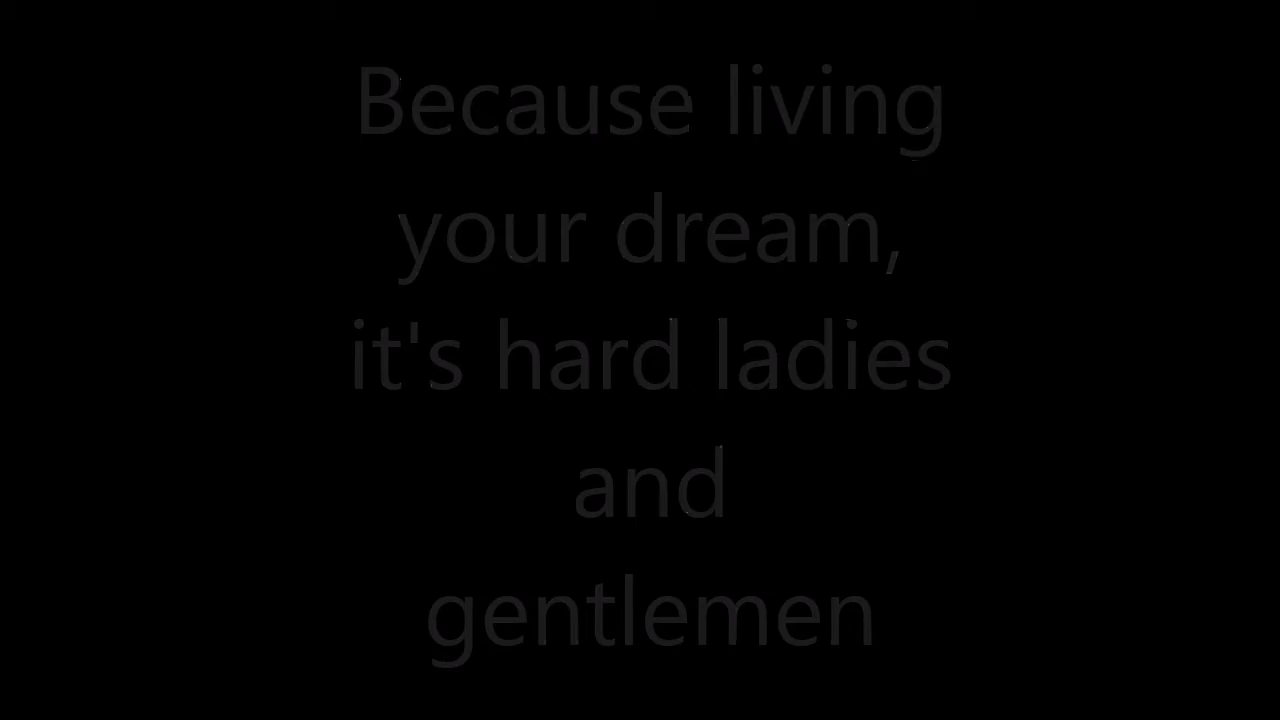 Because living
your dream,
it's hard ladies
and
gentlemen